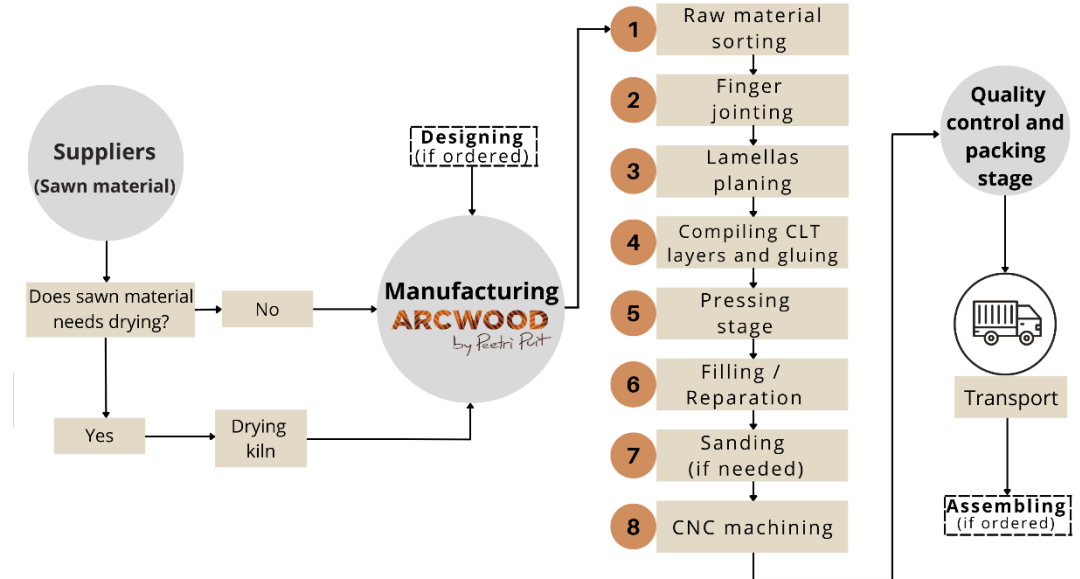 Suppliers
(Sawn material)
Does sawn material
needs drying?
No
Yes
Drying
kiln
Designing
(if ordered)
Manufacturing
ARCWOOD
by Peetri Puit
1
Raw material
sorting
2
Finger
jointing
3
Lamellas
planing
4
Compiling CLT
layers and gluing
5
Pressing
stage
6
Filling /
Reparation
7
Sanding
(if needed)
8
CNC machining
Quality
control and
packing
stage
Transport
Assembling
(if ordered)